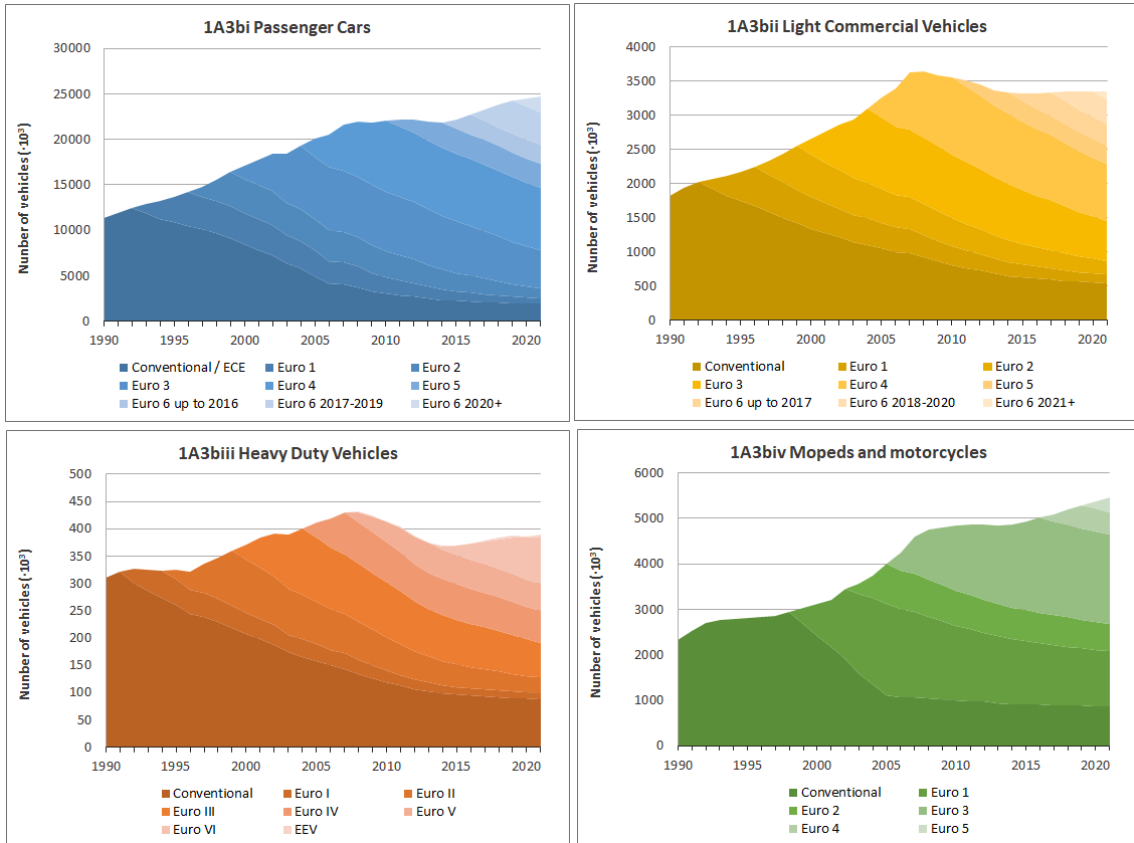 1A3bi Passenger Cars
Nunber of vehicles (·10³)
30000
25000
20000
15000
10000
5000
0
1990 1995 2000 2005 2010 2015 2020
Conventional / ECE Euro 1 Euro 2
Euro 3 Euro 4 Euro 5
Euro 6 up to 2016 Euro 6 2017-2019 Euro 6 2020+
1A3bii Light Commercial Vehicles
Nunber of vehicles (·10³)
4000
3500
3000
2500
2000
1500
1000
500
0
1990 1995 2000 2005 2010 2015 2020
Conventional Euro 1 Euro 2
Euro 3 Euro 4 Euro 5
Euro 6 up to 2017 Euro 6 2018-2020 Euro 6 2021+
1A3biii Heavy Duty Vehicles
Nunber of vehicles (·10³)
500
450
400
350
300
250
200
150
100
50
0
1990 1995 2000 2005 2010 2015 2020
Conventional Euro I Euro II
Euro III Euro IV Euro V
Euro VI EEV
1A3biv Mopeds and motorcycles
Nunber of vehicles (·10³)
6000
5000
4000
3000
2000
1000
0
1990 1995 2000 2005 2010 2015 2020
Conventional Euro 1
Euro 2 Euro 3
Euro 4 Euro 5